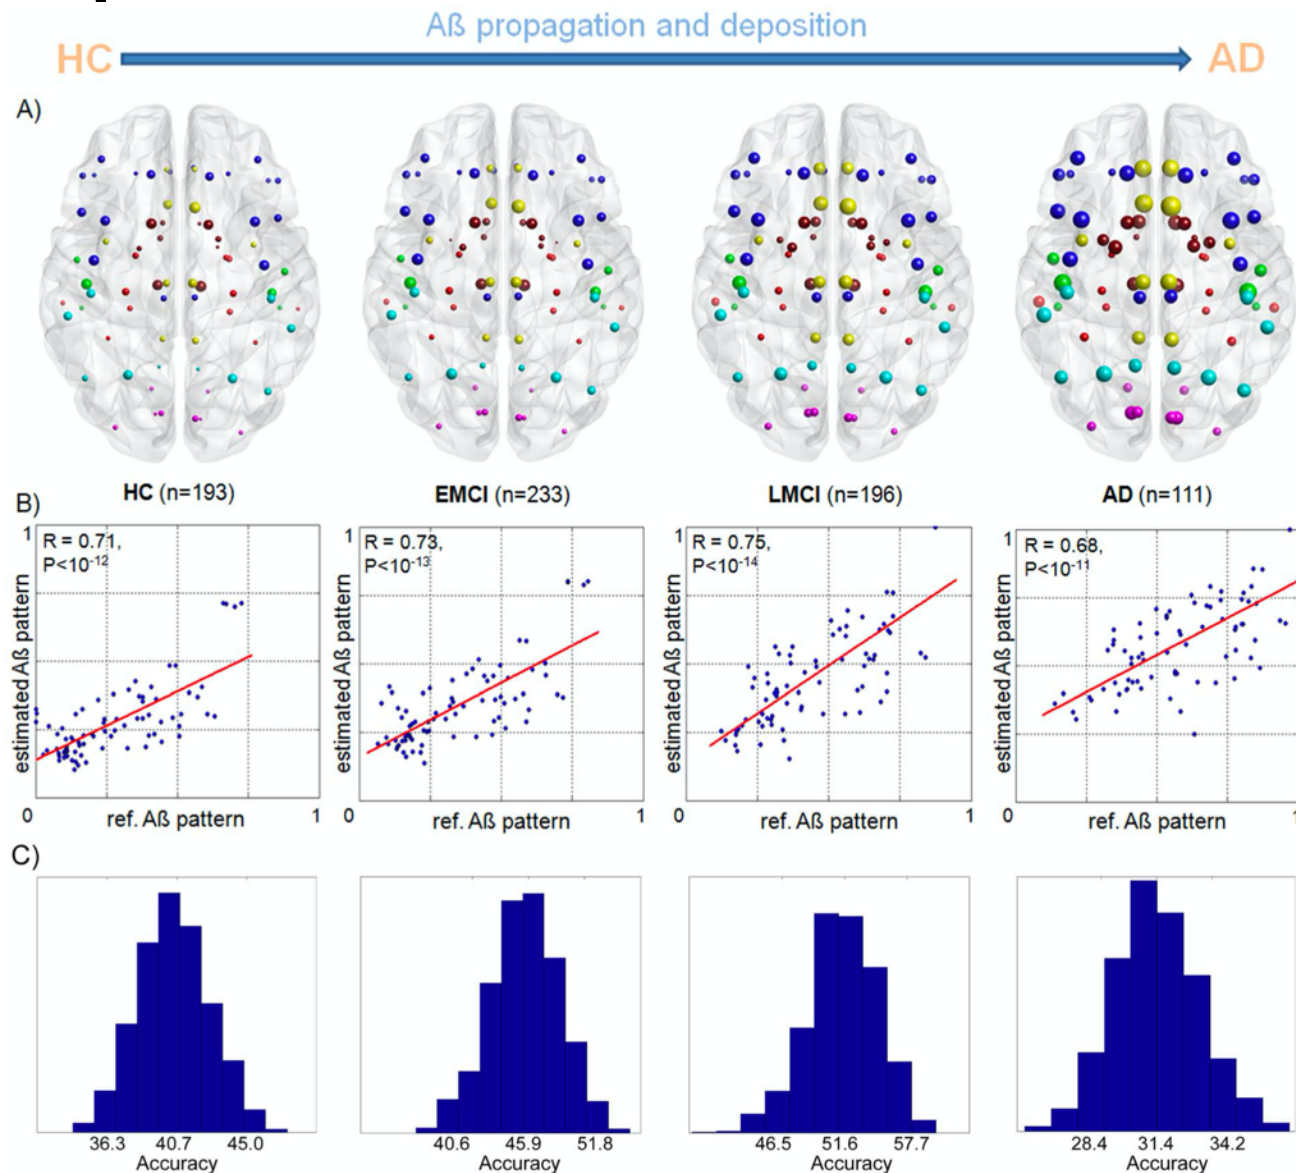 Aß propagation and deposition
HC AD
A)
HC (n=193) EMCI (n=233) LMCI (n=196) AD (n=111)
B)
1 1 1 1
R = 0.71, R = 0.73, R = 0.75, R = 0.68,
P<10^-12 P<10^-13 P<10^-14 P<10^-11
estimated Aß pattern estimated Aß pattern estimated Aß pattern estimated Aß pattern
0 1 0 1 0 1 0 1
ref. Aß pattern ref. Aß pattern ref. Aß pattern ref. Aß pattern
C)
36.3 40.7 45.0 40.6 45.9 51.8 46.5 51.6 57.7 28.4 31.4 34.2
Accuracy Accuracy Accuracy Accuracy